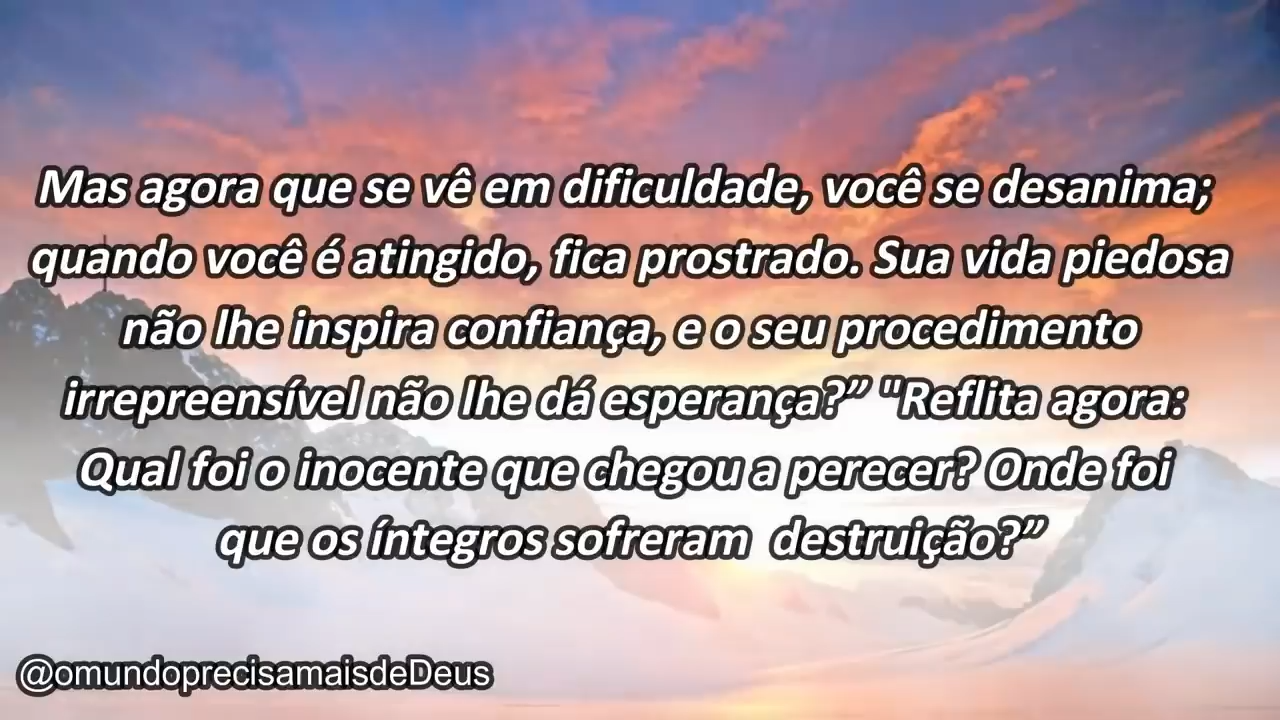 Mas agora que se vê em dificuldade, você se desanima;
quando você é atingido, fica prostrado. Sua vida piedosa
não lhe inspira confiança, e o seu procedimento
irrepreensível não lhe dá esperança?” "Reflita agora:
Qual foi o inocente que chegou a perecer? Onde foi
que os íntegros sofreram  destruição?”
@omundoprecisamaisdeDeus